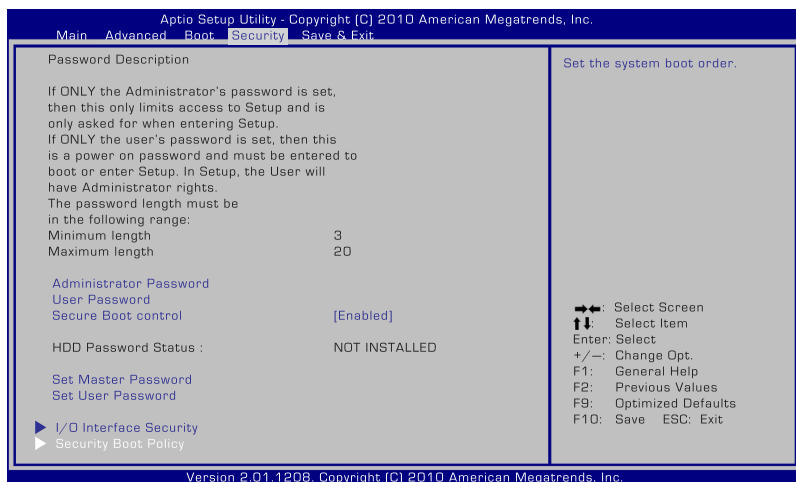 Aptio Setup Utility - Copyright (C) 2010 American Megatrends, Inc.
Main Advanced Boot Security Save & Exit
Password Description
If ONLY the Administrator's password is set,
then this only limits access to Setup and is
only asked for when entering Setup.
If ONLY the user's password is set, then this
is a power on password and must be entered to
boot or enter Setup. In Setup, the User will
have Administrator rights.
The password length must be
in the following range:
Minimum length 3
Maximum length 20
Administrator Password
User Password
Secure Boot control [Enabled]
HDD Password Status : NOT INSTALLED
Set Master Password
Set User Password
I/O Interface Security
Security Boot Policy
Set the system boot order.
→←: Select Screen
↑↓: Select Item
Enter: Select
+/—: Change Opt.
F1: General Help
F2: Previous Values
F9: Optimized Defaults
F10: Save ESC: Exit
Version 2.01.1208. Copyright (C) 2010 American Megatrends, Inc.